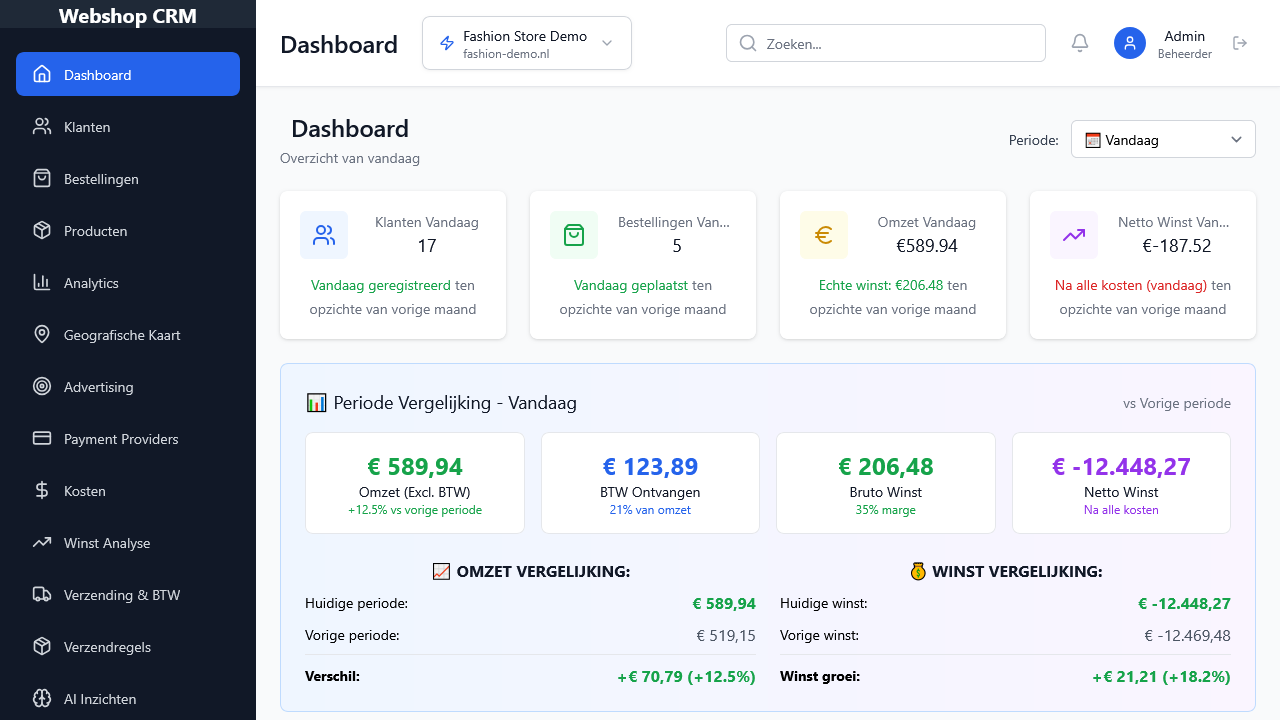 Webshop CRM
Dashboard
Klanten
Bestellingen
Producten
Analytics
Geografische Kaart
Advertising
Payment Providers
Kosten
Winst Analyse
Verzending & BTW
Verzendregels
AI Inzichten
Dashboard
Fashion Store Demo
fashion-demo.nl
Zoeken...
Admin
Beheerder
Dashboard
Overzicht van vandaag
Periode:
Vandaag
Klanten Vandaag
17
Vandaag geregistreerd ten
opzichte van vorige maand
Bestellingen Van...
5
Vandaag geplaatst ten
opzichte van vorige maand
Omzet Vandaag
€589.94
Echte winst: €206.48 ten
opzichte van vorige maand
Netto Winst Van...
€-187.52
Na alle kosten (vandaag) ten
opzichte van vorige maand
Periode Vergelijking - Vandaag
vs Vorige periode
€ 589,94
Omzet (Excl. BTW)
+12.5% vs vorige periode
€ 123,89
BTW Ontvangen
21% van omzet
€ 206,48
Bruto Winst
35% marge
€ -12.448,27
Netto Winst
Na alle kosten
OMZET VERGELIJKING:
Huidige periode: € 589,94
Vorige periode: € 519,15
Verschil: +€ 70,79 (+12.5%)
WINST VERGELIJKING:
Huidige winst: € -12.448,27
Vorige winst: € -12.469,48
Winst groei: +€ 21,21 (+18.2%)